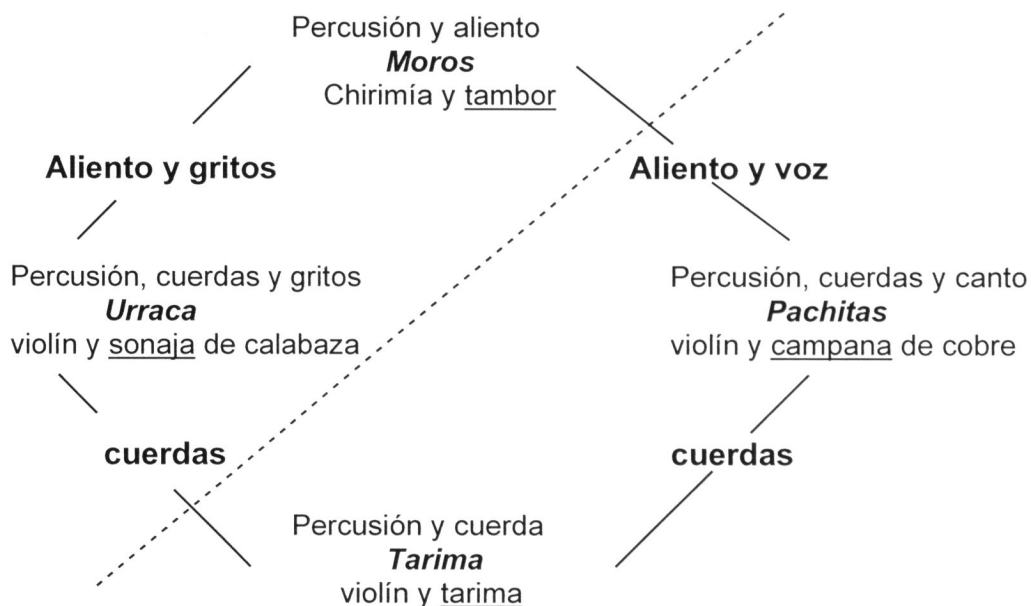 Percusión y aliento
Moros
Chirimía y tambor
Aliento y gritos
Aliento y voz
Percusión, cuerdas y gritos
Urraca
violín y sonaja de calabaza
Percusión, cuerdas y canto
Pachitas
violín y campana de cobre
cuerdas
cuerdas
Percusión y cuerda
Tarima
violín y tarima